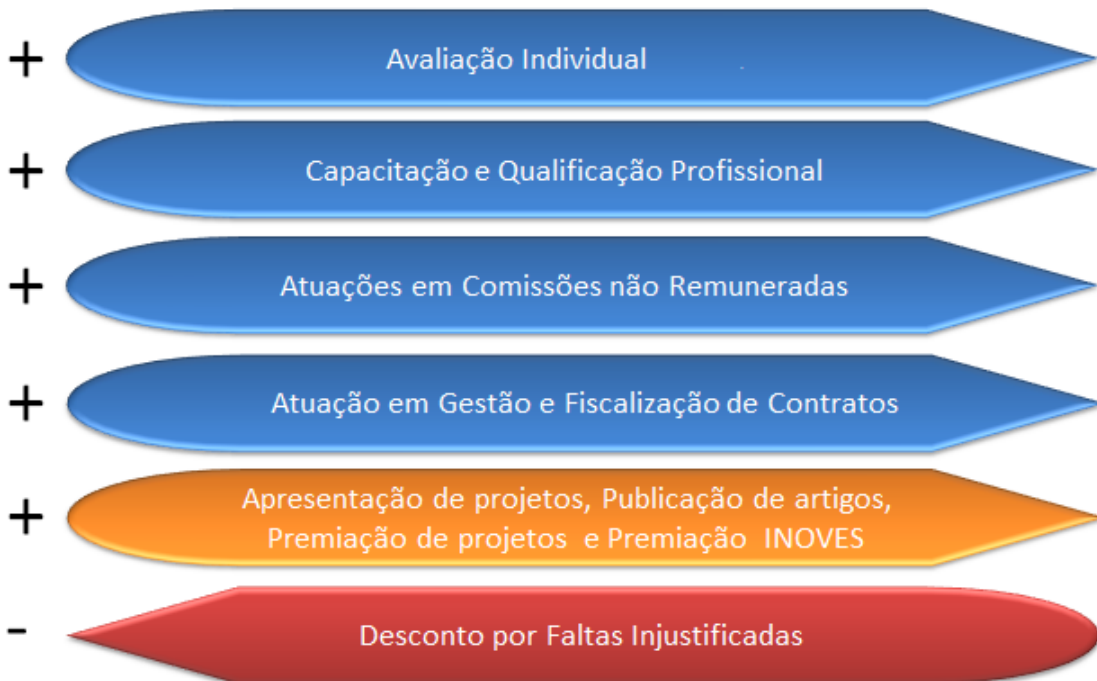 + Avaliação Individual
+ Capacitação e Qualificação Profissional
+ Atuações em Comissões não Remuneradas
+ Atuação em Gestão e Fiscalização de Contratos
+ Apresentação de projetos, Publicação de artigos,
Premiação de projetos e Premiação INOVES
- Desconto por Faltas Injustificadas